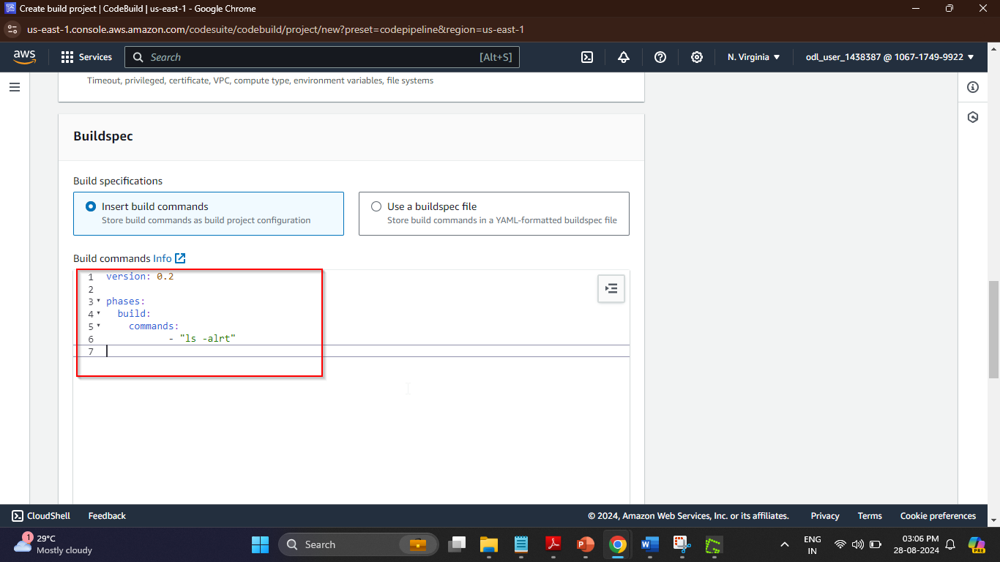 Create build project | CodeBuild | us-east-1 - Google Chrome
us-east-1.console.aws.amazon.com/codesuite/codebuild/project/new?preset=codepipeline&region=us-east-1
aws
Services
Search
[Alt+S]
N. Virginia
odl_user_1438387 @ 1067-1749-9922
Timeout, privileged, certificate, VPC, compute type, environment variables, file systems
Buildspec
Build specifications
Insert build commands
Store build commands as build project configuration
Use a buildspec file
Store build commands in a YAML-formatted buildspec file
Build commands Info
1 version: 0.2
2
3 phases:
4 build:
5 commands:
6 - "ls -alrt"
7
CloudShell
Feedback
© 2024, Amazon Web Services, Inc. or its affiliates.
Privacy
Terms
Cookie preferences
1
29°C
Mostly cloudy
Search
ENG
IN
03:06 PM
28-08-2024
PRE